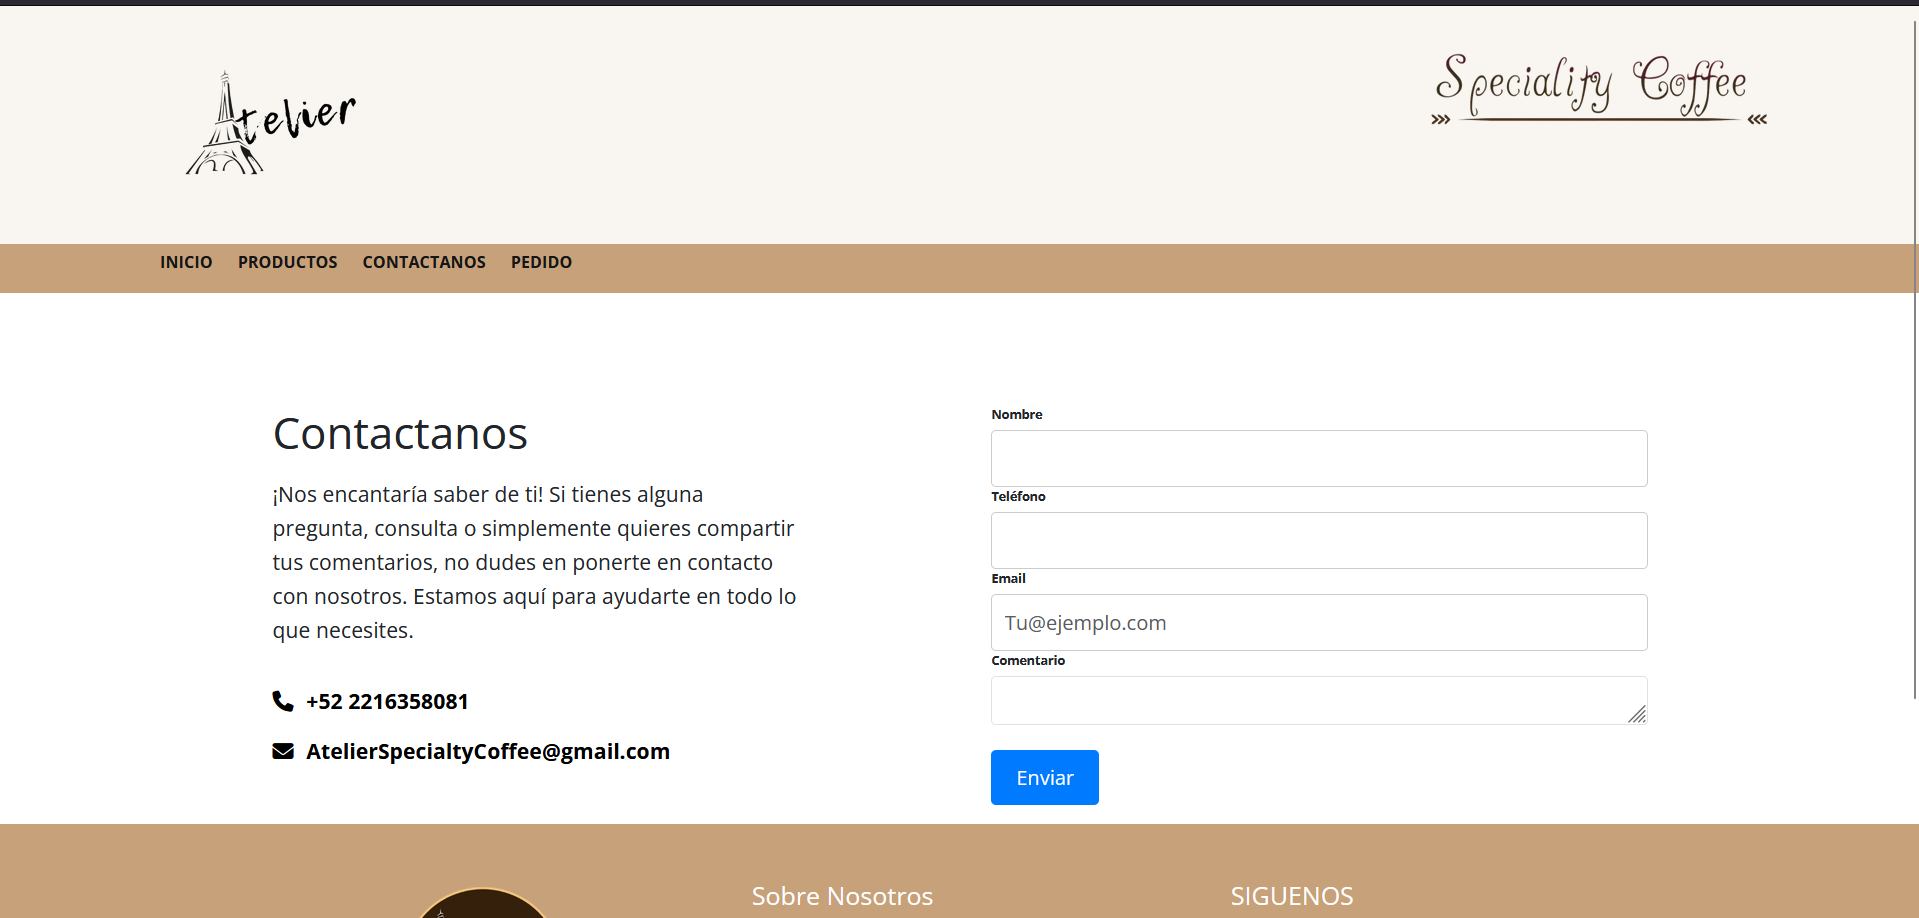 Atelier
Speciality Coffee
INICIO PRODUCTOS CONTACTANOS PEDIDO
Contactanos
¡Nos encantaría saber de ti! Si tienes alguna
pregunta, consulta o simplemente quieres compartir
tus comentarios, no dudes en ponerte en contacto
con nosotros. Estamos aquí para ayudarte en todo lo
que necesites.
+52 2216358081
AtelierSpecialtyCoffee@gmail.com
Nombre
Teléfono
Email
Tu@ejemplo.com
Comentario
Enviar
Sobre Nosotros
SIGUENOS